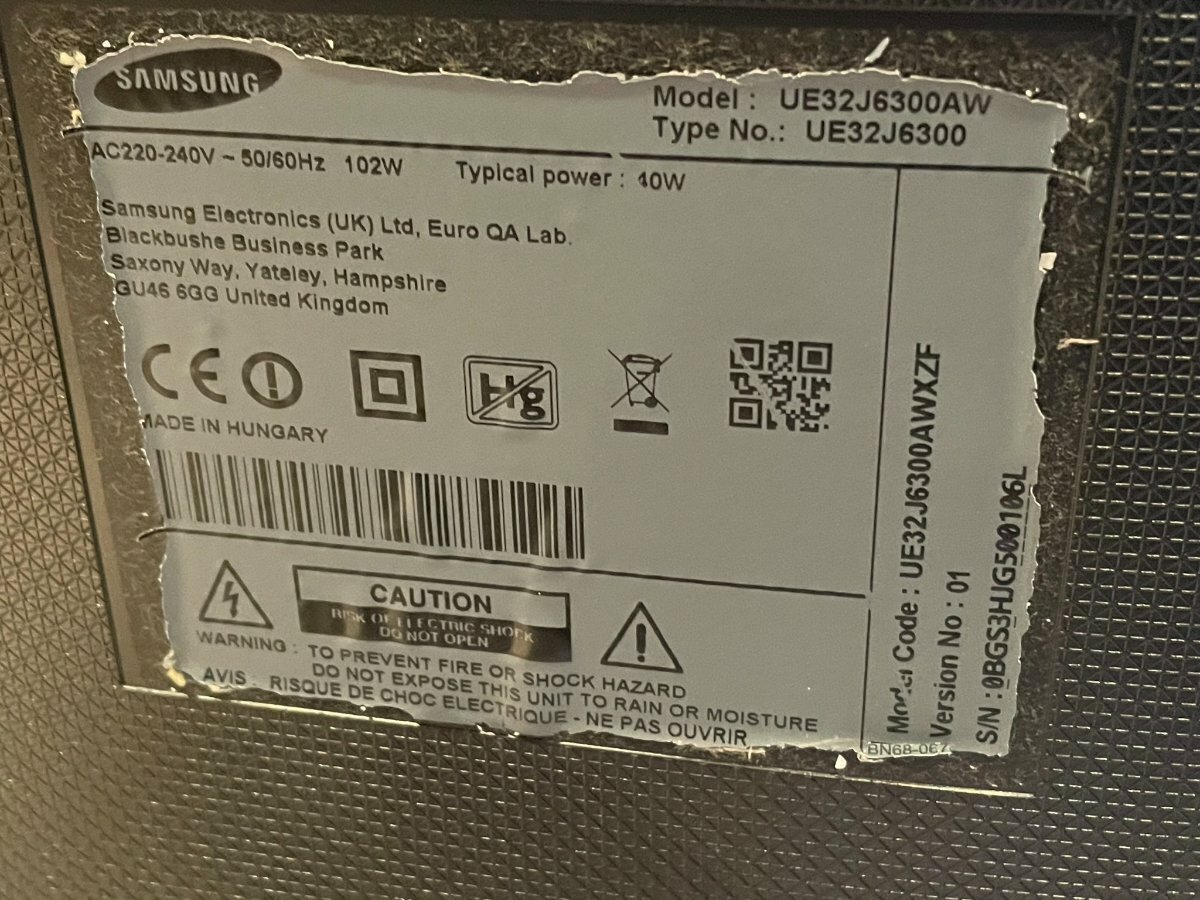 SAMSUNG
Model : UE32J6300AW
Type No.: UE32J6300
AC220-240V ~ 50/60Hz 102W Typical power : 40W
Samsung Electronics (UK) Ltd, Euro QA Lab.
Blackbushe Business Park
Saxony Way, Yateley, Hampshire
GU46 6GG United Kingdom
CE
Hg
MADE IN HUNGARY
CAUTION
RISK OF ELECTRIC SHOCK
DO NOT OPEN
WARNING : TO PREVENT FIRE OR SHOCK HAZARD
DO NOT EXPOSE THIS UNIT TO RAIN OR MOISTURE
AVIS : RISQUE DE CHOC ELECTRIQUE - NE PAS OUVRIR
Model Code : UE32J6300AWXZF
Version No : 01
S/N : 0BGS3HJG500106L
BN68-067